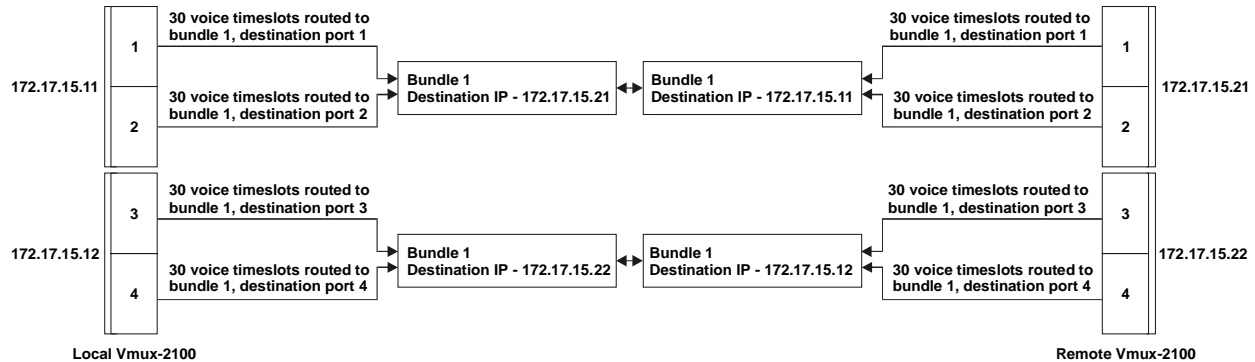 30 voice timeslots routed to
bundle 1, destination port 1
30 voice timeslots routed to
bundle 1, destination port 1
1
1
172.17.15.11
Bundle 1
Destination IP - 172.17.15.21
Bundle 1
Destination IP - 172.17.15.11
172.17.15.21
30 voice timeslots routed to
bundle 1, destination port 2
30 voice timeslots routed to
bundle 1, destination port 2
2
2
30 voice timeslots routed to
bundle 1, destination port 3
30 voice timeslots routed to
bundle 1, destination port 3
3
3
172.17.15.12
Bundle 1
Destination IP - 172.17.15.22
Bundle 1
Destination IP - 172.17.15.12
172.17.15.22
30 voice timeslots routed to
bundle 1, destination port 4
30 voice timeslots routed to
bundle 1, destination port 4
4
4
Local Vmux-2100
Remote Vmux-2100